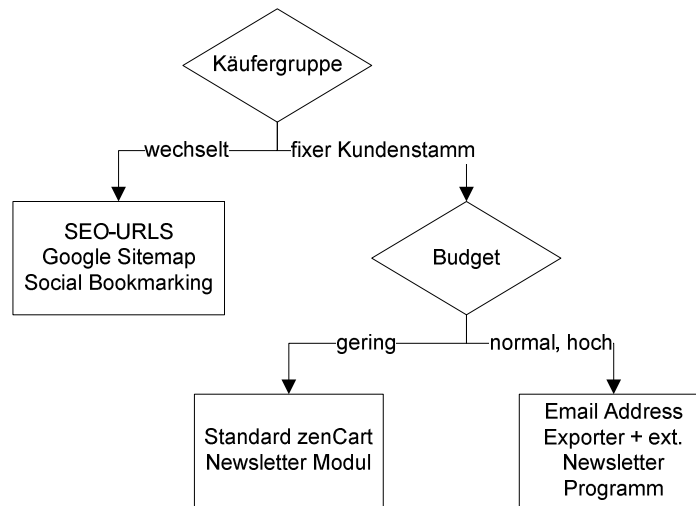 Käufergruppe
wechselt
fixer Kundenstamm
SEO-URLS
Google Sitemap
Social Bookmarking
Budget
gering
normal, hoch
Standard zenCart
Newsletter Modul
Email Address
Exporter + ext.
Newsletter
Programm